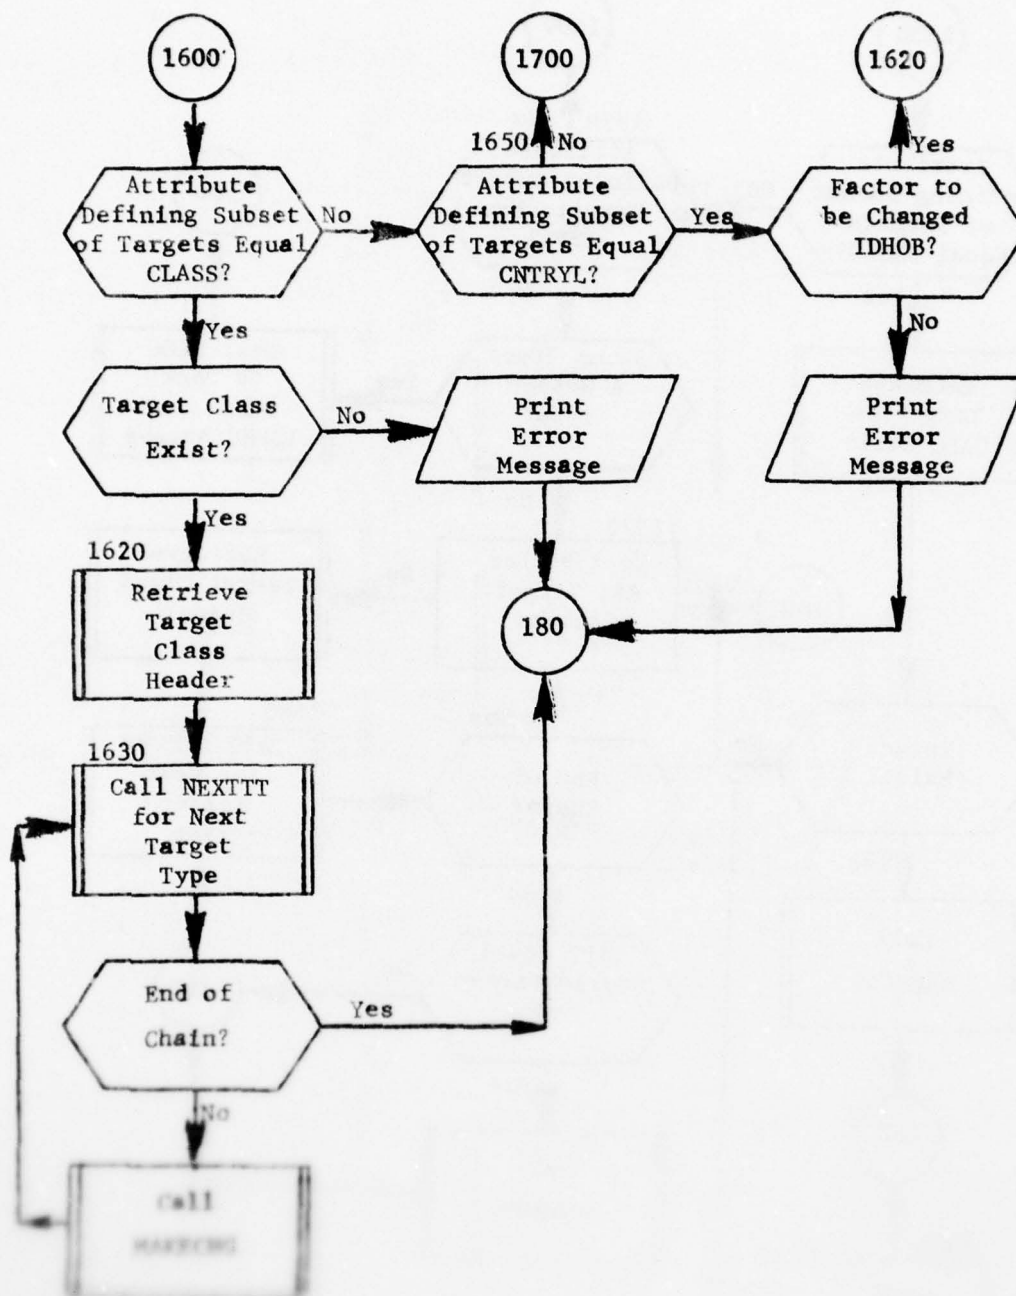 1600
1700
1620
Attribute
Defining Subset
of Targets Equal
CLASS?
No
1650
No
Attribute
Defining Subset
of Targets Equal
CNTRYL?
Yes
Yes
Factor to
be Changed
IDHOB?
Yes
No
Target Class
Exist?
No
Print
Error
Message
Print
Error
Message
Yes
1620
Retrieve
Target
Class
Header
180
1630
Call NEXTTT
for Next
Target
Type
End of
Chain?
Yes
No
Call